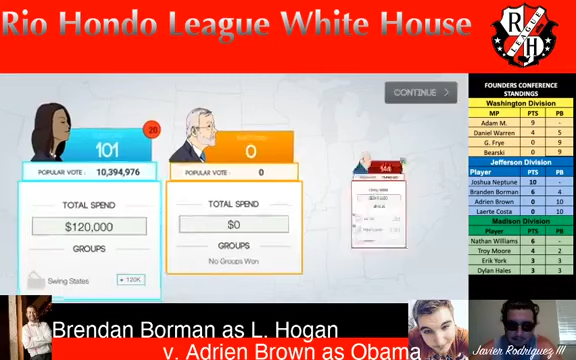 Rio Hondo League White House
R
LEAGUE
H
CONTINUE >
20
101
POPULAR VOTE: 10,394,976
TOTAL SPEND
$120,000
GROUPS
Swing States
+ 120K
0
POPULAR VOTE: 0
TOTAL SPEND
$0
GROUPS
No Groups Won
FOUNDERS CONFERENCE
STANDINGS
Washington Division
MP PTS PB
Adam M. 9 -
Daniel Warren 4 5
G. Frye 0 9
Bearski 0 9
Jefferson Division
Player PTS PB
Joshua Neptune 10 -
Branden Borman 6 4
Adrien Brown 0 10
Laerte Costa 0 10
Madison Division
Player PTS PB
Nathan Williams 6 -
Troy Moore 4 2
Erik York 3 3
Dylan Hales 3 3
Brendan Borman as L. Hogan
v. Adrien Brown as Obama
Javier Rodriguez III